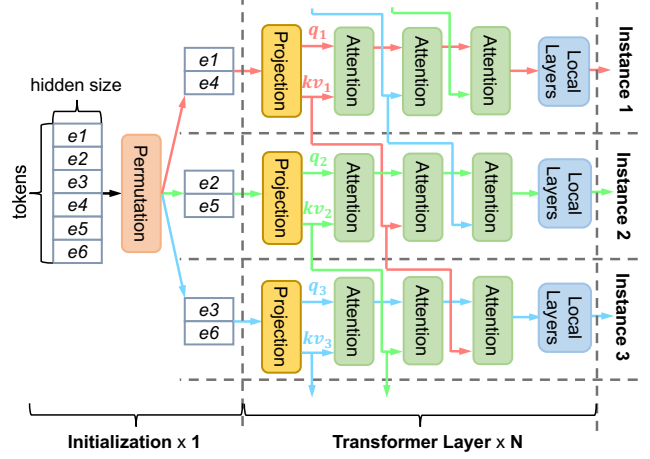 hidden size
tokens
e1
e2
e3
e4
e5
e6
Permutation
e1
e4
Projection
q1
kv1
Attention
Attention
Attention
Local Layers
Instance 1
e2
e5
Projection
q2
kv2
Attention
Attention
Attention
Local Layers
Instance 2
e3
e6
Projection
q3
kv3
Attention
Attention
Attention
Local Layers
Instance 3
Initialization x 1
Transformer Layer x N